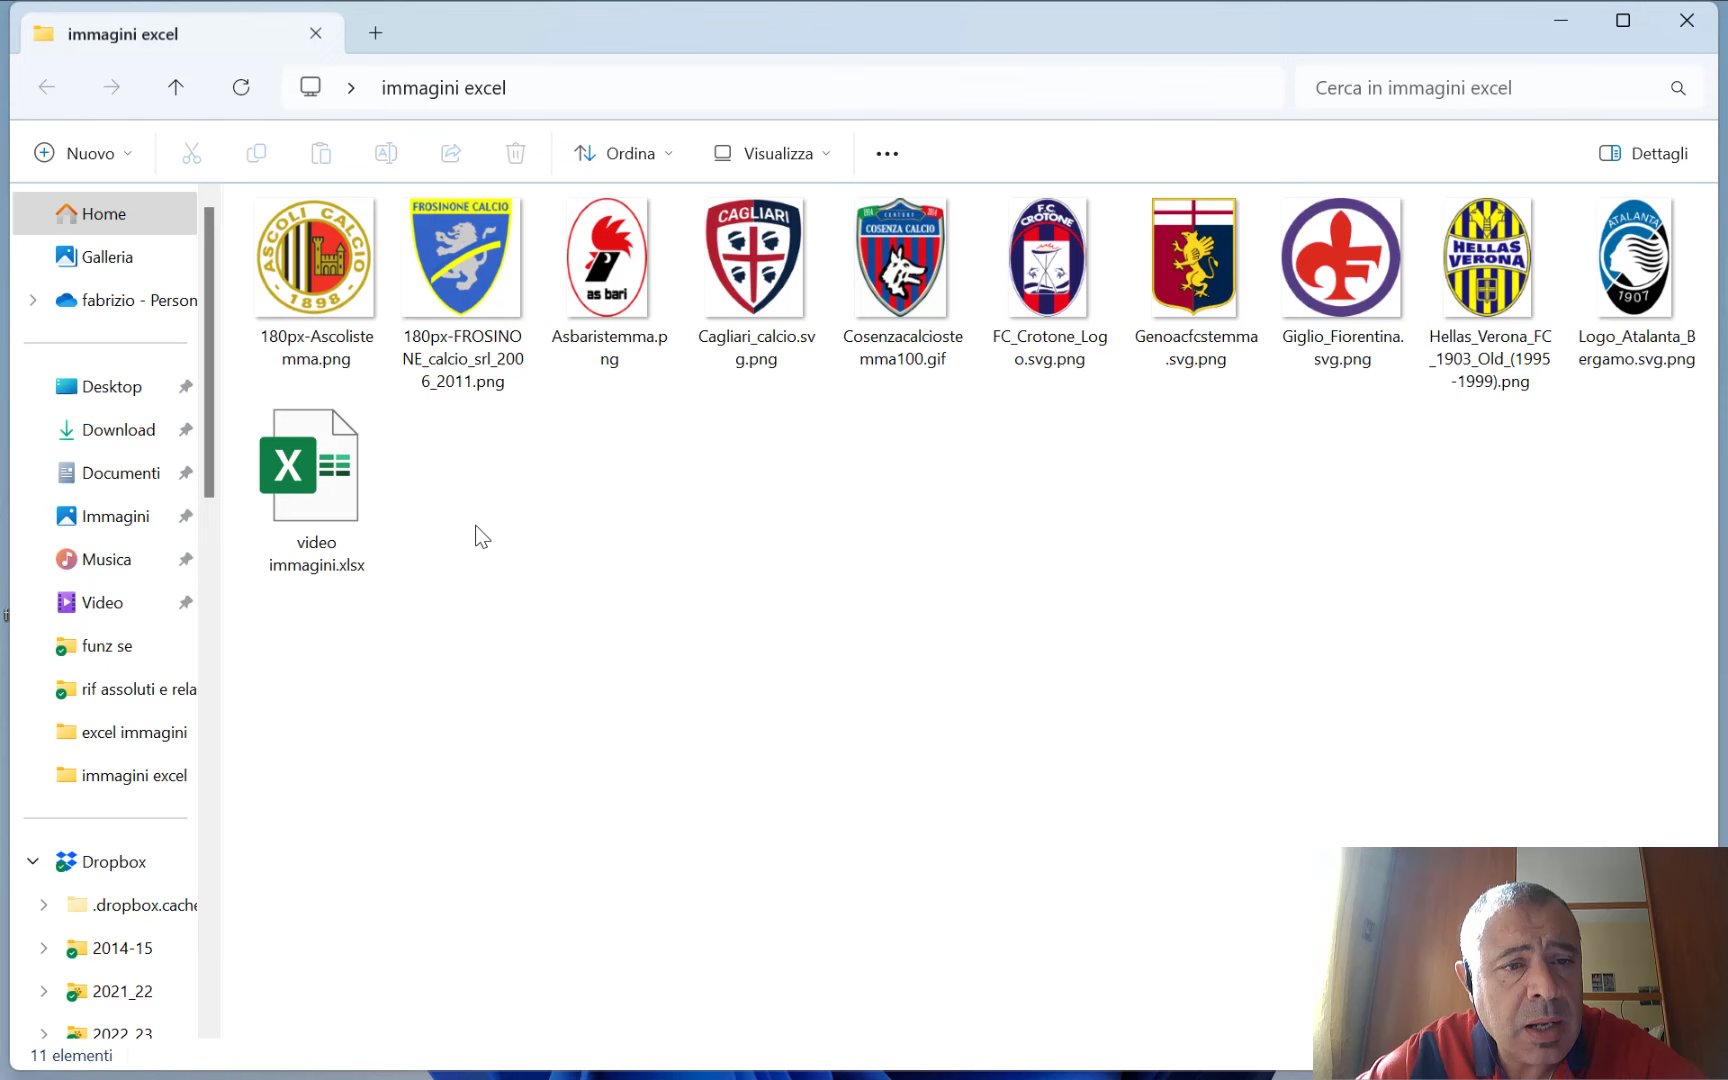 immagini excel
immagini excel
Cerca in immagini excel
Nuovo
Ordina
Visualizza
Dettagli
Home
Galleria
fabrizio - Person
Desktop
Download
Documenti
Immagini
Musica
Video
funz se
rif assoluti e rela
excel immagini
immagini excel
Dropbox
.dropbox.cache
2014-15
2021_22
2022_23
ASCOLI CALCIO
1898
180px-Ascoliste
mma.png
FROSINONE CALCIO
180px-FROSINO
NE_calcio_srl_200
6_2011.png
as bari
Asbaristemma.p
ng
CAGLIARI
Cagliari_calcio.sv
g.png
1914
2014
COSENZA CALCIO
Cosenzacalcioste
mma100.gif
F.C.
CROTONE
FC_Crotone_Log
o.svg.png
Genoacfcstemma
.svg.png
Giglio_Fiorentina.
svg.png
HELLAS
VERONA
Hellas_Verona_FC
_1903_Old_(1995
-1999).png
ATALANTA
1907
Logo_Atalanta_B
ergamo.svg.png
X
video
immagini.xlsx
11 elementi